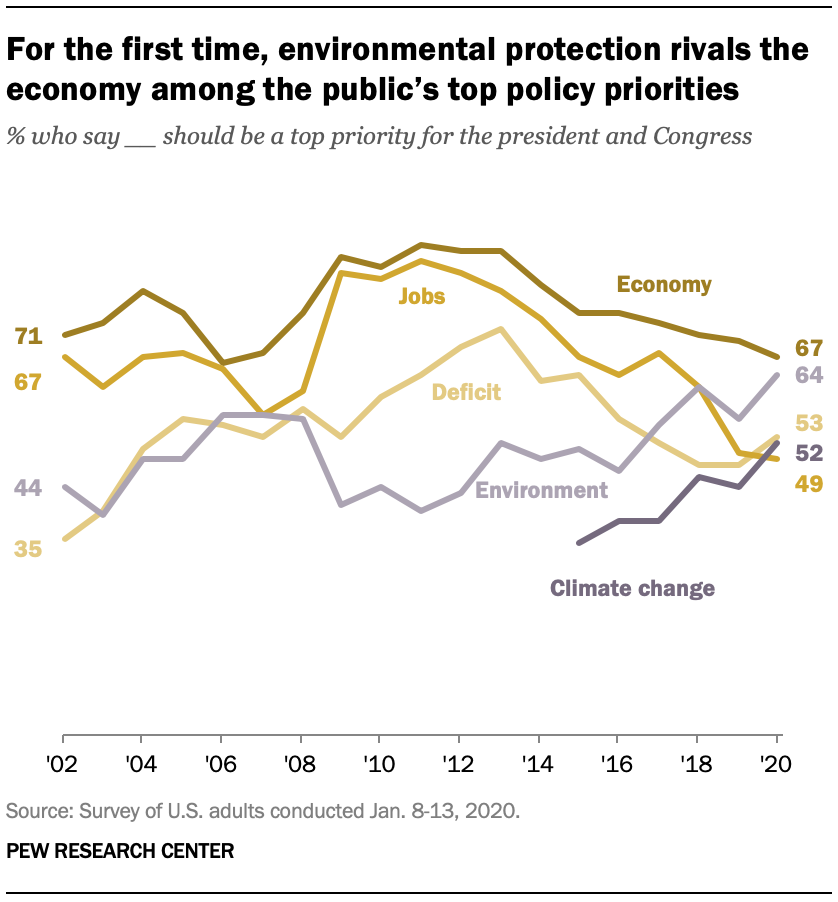 For the first time, environmental protection rivals the
economy among the public’s top policy priorities
% who say __ should be a top priority for the president and Congress
Economy
Jobs
71
67
67
64
Deficit
53
52
44
Environment
49
35
Climate change
'02 '04 '06 '08 '10 '12 '14 '16 '18 '20
Source: Survey of U.S. adults conducted Jan. 8-13, 2020.
PEW RESEARCH CENTER